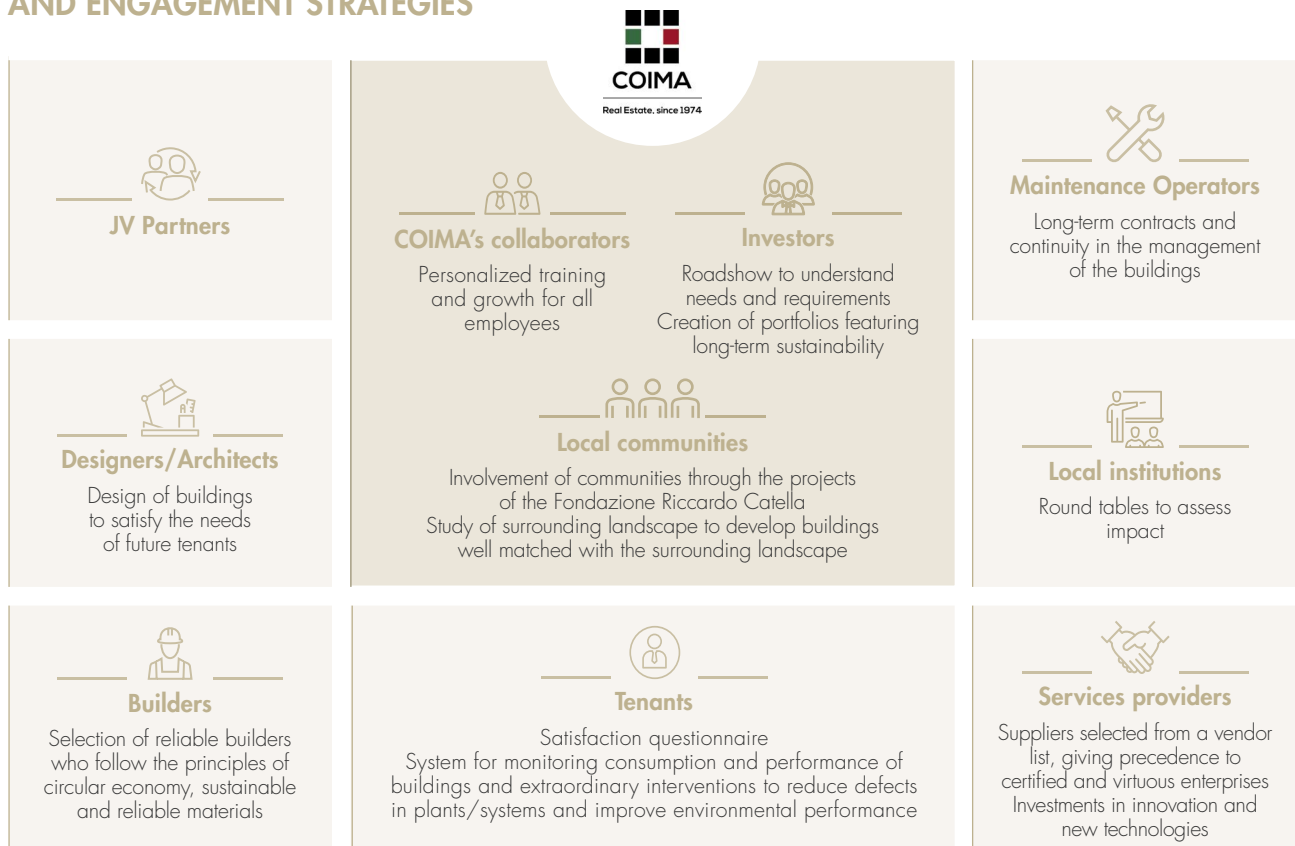 AND ENGAGEMENT STRATEGIES
COIMA
Real Estate, since 1974
JV Partners
COIMA's collaborators
Personalized training
and growth for all
employees
Investors
Roadshow to understand
needs and requirements
Creation of portfolios featuring
long-term sustainability
Maintenance Operators
Long-term contracts and
continuity in the management
of the buildings
Designers/Architects
Design of buildings
to satisfy the needs
of future tenants
Local communities
Involvement of communities through the projects
of the Fondazione Riccardo Catella
Study of surrounding landscape to develop buildings
well matched with the surrounding landscape
Local institutions
Round tables to assess
impact
Builders
Selection of reliable builders
who follow the principles of
circular economy, sustainable
and reliable materials
Tenants
Satisfaction questionnaire
System for monitoring consumption and performance of
buildings and extraordinary interventions to reduce defects
in plants/systems and improve environmental performance
Services providers
Suppliers selected from a vendor
list, giving precedence to
certified and virtuous enterprises
Investments in innovation and
new technologies